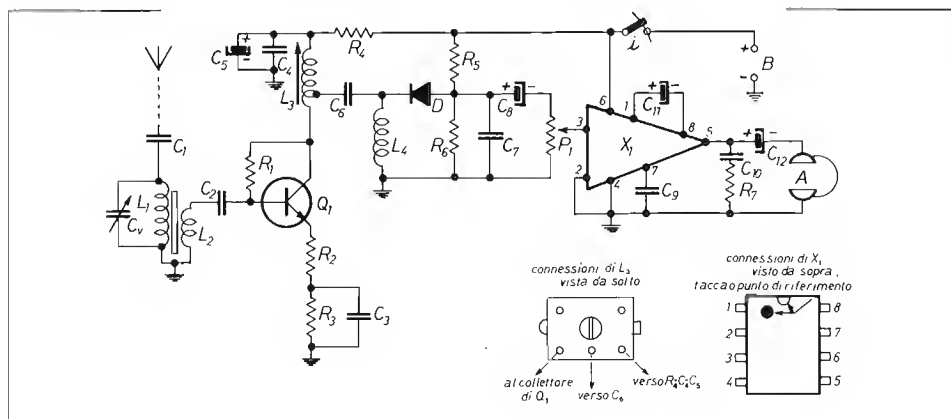 C5
+
-
C4
L3
R4
R5
i
+
B
-
C1
L1
Cv
L2
C2
R1
Q1
R2
R3
C3
C6
L4
D
R6
+ -
C8
C7
P1
3
2
6
1
+ -
C11
8
X1
7
4
5
C9
+ -
C12
C10
R7
A
connessioni di L3
vista da sotto
al collettore
di Q1
verso C6
verso R4;C4;C5
connessioni di X1
visto da sopra,
tacca o punto di riferimento
1
2
3
4
8
7
6
5